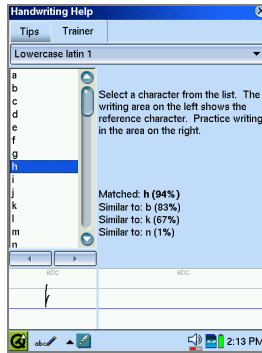 Handwriting Help
Tips Trainer
Lowercase latin 1
a
b
c
d
e
f
g
h
i
j
k
l
m
n
Select a character from the list. The
writing area on the left shows the
reference character. Practice writing
in the area on the right.
Matched: h (94%)
Similar to: b (83%)
Similar to: k (67%)
Similar to: n (1%)
abc abc
h
abc 2:13 PM